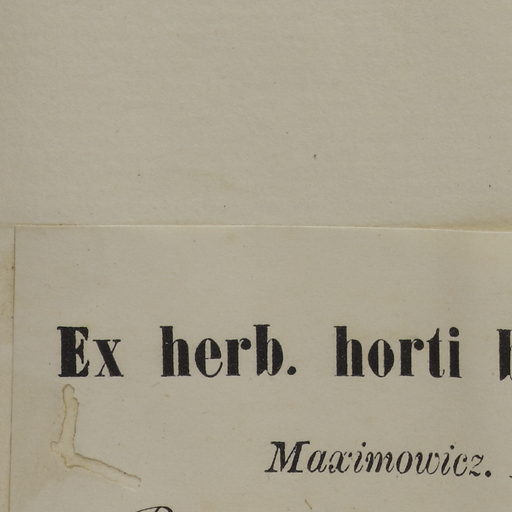 Ex herb. horti
Maximowicz.